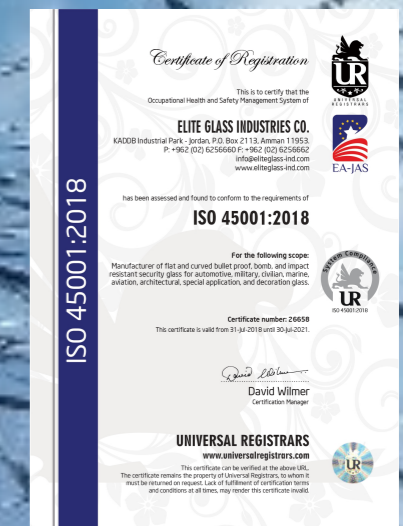 ISO 45001:2018
Certificate of Registration
UR
UNIVERSAL
REGISTRARS
This is to certify that the
Occupational Health and Safety Management System of
ELITE GLASS INDUSTRIES CO.
KADDB Industrial Park - Jordan, P.O. Box 2113, Amman 11953.
P: +962 (02) 6256660 F: +962 (02) 6256662
info@eliteglass-ind.com
www.eliteglass-ind.com
EA-JAS
has been assessed and found to conform to the requirements of
ISO 45001:2018
For the following scope:
Manufacturer of flat and curved bullet proof, bomb, and impact
resistant security glass for automotive, military, civilian, marine,
aviation, architectural, special application, and decoration glass.
System Compliance
UR
ISO 45001:2018
Certificate number: 26658
This certificate is valid from 31-Jul-2018 until 30-Jul-2021.
David Wilmer
David Wilmer
Certification Manager
UNIVERSAL REGISTRARS
www.universalregistrors.com
This certificate can be verified at the above URL.
The certificate remains the property of Universal Registrars, to whom it
must be returned on request. Lack of fulfillment of certification terms
and conditions at all times, may render this certificate invalid.
UR